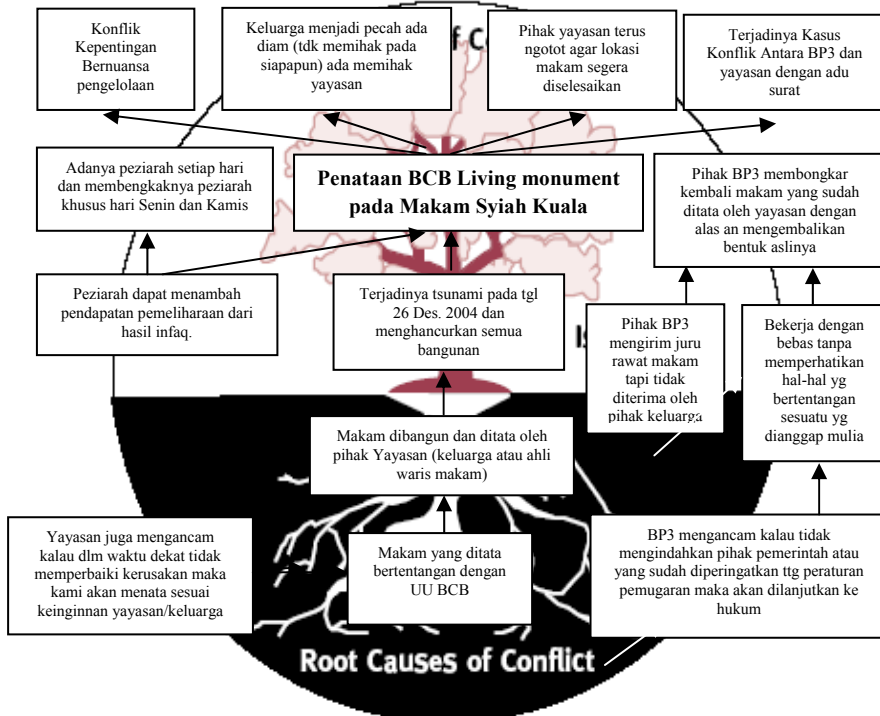 Konflik
Kepentingan
Bernuansa
pengelolaan
Keluarga menjadi pecah ada
diam (tdk memihak pada
siapapun) ada memihak
yayasan
of C
Pihak yayasan terus
ngotot agar lokasi
makam segera
diselesaikan
Terjadinya Kasus
Konflik Antara BP3 dan
yayasan dengan adu
surat
Adanya peziarah setiap hari
dan membengkaknya peziarah
khusus hari Senin dan Kamis
Penataan BCB Living monument
pada Makam Syiah Kuala
Pihak BP3 membongkar
kembali makam yang sudah
ditata oleh yayasan dengan
alas an mengembalikan
bentuk aslinya
Peziarah dapat menambah
pendapatan pemeliharaan dari
hasil infaq.
Terjadinya tsunami pada tgl
26 Des. 2004 dan
menghancurkan semua
bangunan
Is
Pihak BP3
mengirim juru
rawat makam
tapi tidak
diterima oleh
pihak keluarga
Bekerja dengan
bebas tanpa
memperhatikan
hal-hal yg
bertentangan
sesuatu yg
dianggap mulia
Makam dibangun dan ditata oleh
pihak Yayasan (keluarga atau ahli
waris makam)
Yayasan juga mengancam
kalau dlm waktu dekat tidak
memperbaiki kerusakan maka
kami akan menata sesuai
keinginnan yayasan/keluarga
Makam yang ditata
bertentangan dengan
UU BCB
BP3 mengancam kalau tidak
mengindahkan pihak pemerintah atau
yang sudah diperingatkan ttg peraturan
pemugaran maka akan dilanjutkan ke
hukum
Root Causes of Conflict